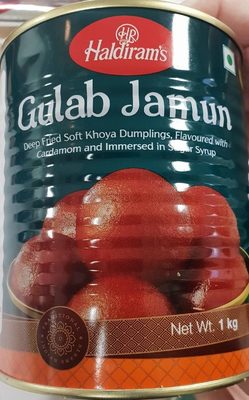 HR
Haldiram's
Gulab Jamun
Deep Fried Soft Khoya Dumplings, Flavoured with
Cardamom and Immersed in Sugar Syrup
Net Wt. 1 kg